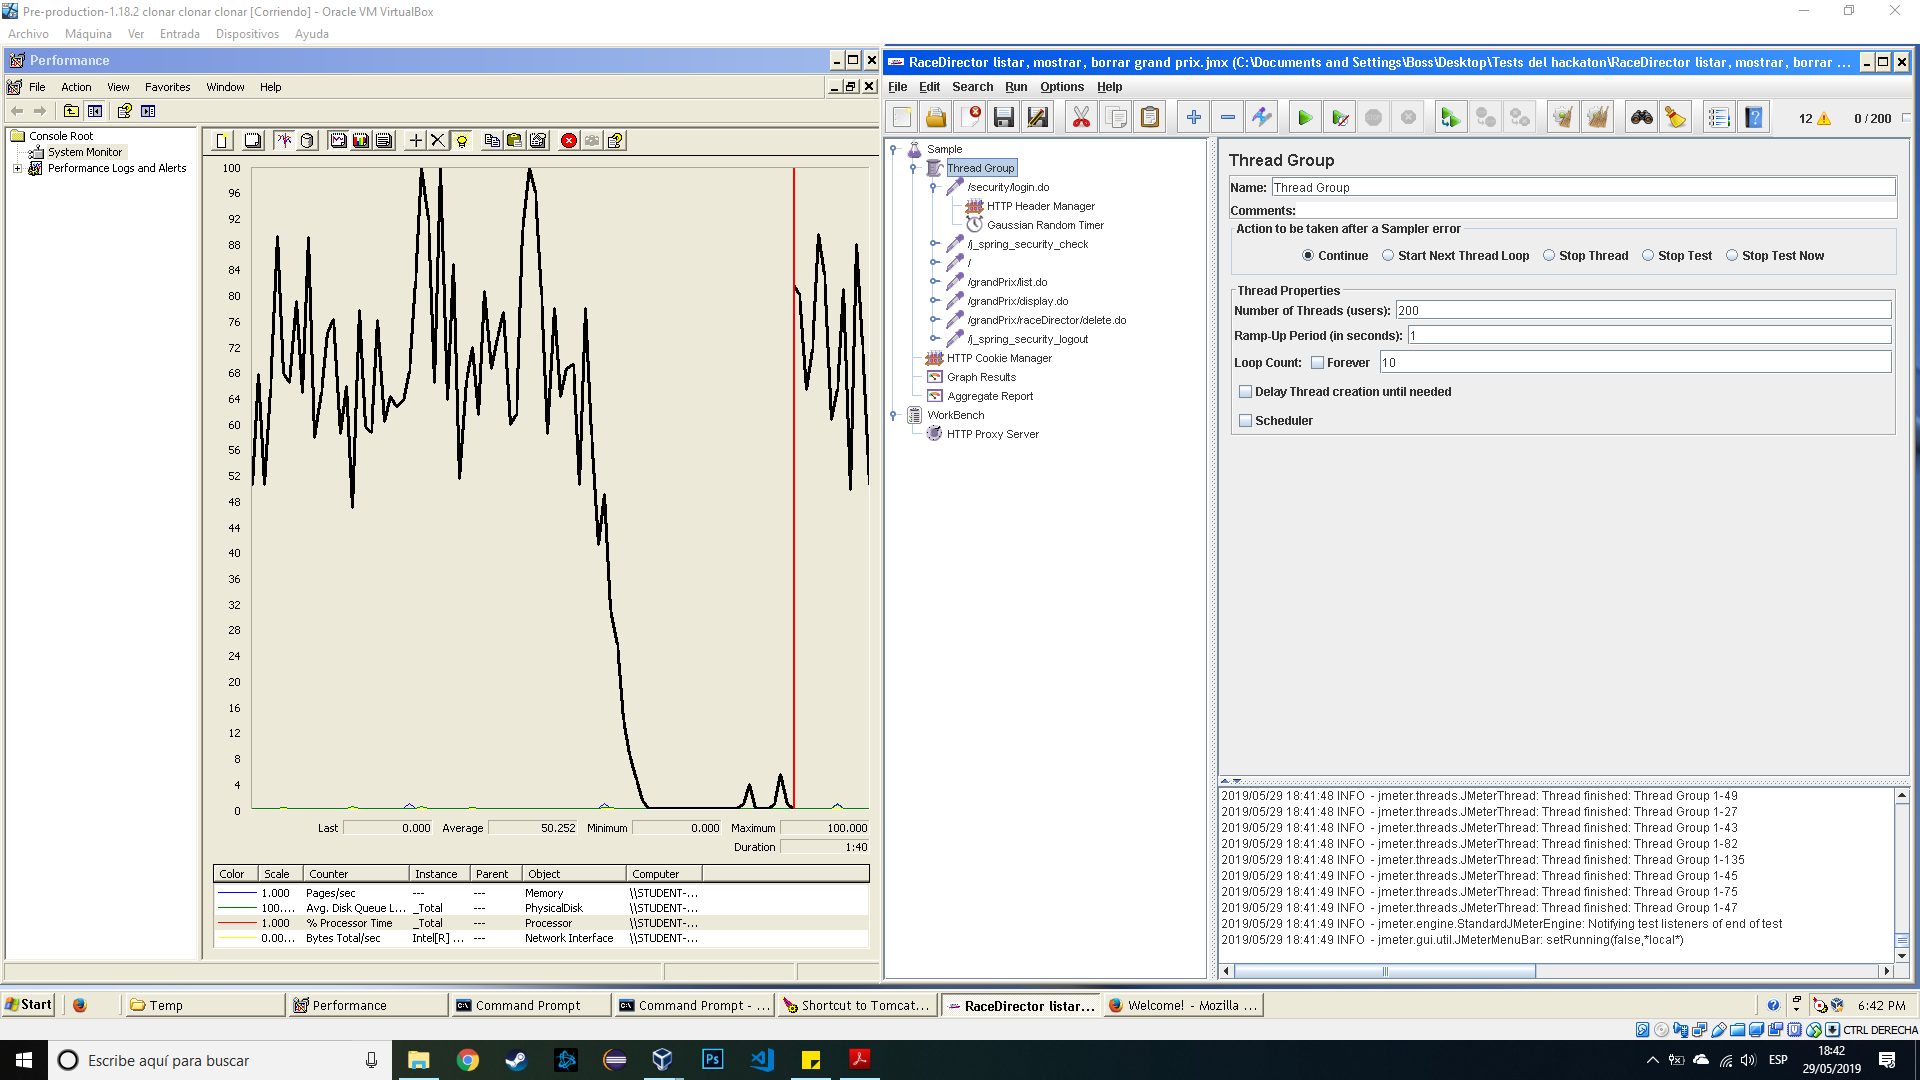 Pre-production-1.18.2 clonar clonar clonar [Corriendo] - Oracle VM VirtualBox
Archivo Máquina Ver Entrada Dispositivos Ayuda
Performance
File Action View Favorites Window Help
Console Root
System Monitor
Performance Logs and Alerts
100
96
92
88
84
80
76
72
68
64
60
56
52
48
44
40
36
32
28
24
20
16
12
8
4
0
Last 0.000 Average 50.252 Minimum 0.000 Maximum 100.000
Duration 1:40
Color Scale Counter Instance Parent Object Computer
1.000 Pages/sec --- --- Memory \\STUDENT-...
100.... Avg. Disk Queue L... _Total --- PhysicalDisk \\STUDENT-...
1.000 % Processor Time _Total --- Processor \\STUDENT-...
0.00... Bytes Total/sec Intel[R] ... --- Network Interface \\STUDENT-...
RaceDirector listar, mostrar, borrar grand prix.jmx (C:\Documents and Settings\Boss\Desktop\Tests del hackaton\RaceDirector listar, mostrar, borrar ...
File Edit Search Run Options Help
12 0 / 200
Sample
Thread Group
/security/login.do
HTTP Header Manager
Gaussian Random Timer
/j_spring_security_check
/
/grandPrix/list.do
/grandPrix/display.do
/grandPrix/raceDirector/delete.do
/j_spring_security_logout
HTTP Cookie Manager
Graph Results
Aggregate Report
WorkBench
HTTP Proxy Server
Thread Group
Name: Thread Group
Comments:
Action to be taken after a Sampler error
Continue Start Next Thread Loop Stop Thread Stop Test Stop Test Now
Thread Properties
Number of Threads (users): 200
Ramp-Up Period (in seconds): 1
Loop Count: Forever 10
Delay Thread creation until needed
Scheduler
2019/05/29 18:41:48 INFO - jmeter.threads.JMeterThread: Thread finished: Thread Group 1-49
2019/05/29 18:41:48 INFO - jmeter.threads.JMeterThread: Thread finished: Thread Group 1-27
2019/05/29 18:41:48 INFO - jmeter.threads.JMeterThread: Thread finished: Thread Group 1-43
2019/05/29 18:41:48 INFO - jmeter.threads.JMeterThread: Thread finished: Thread Group 1-82
2019/05/29 18:41:48 INFO - jmeter.threads.JMeterThread: Thread finished: Thread Group 1-135
2019/05/29 18:41:49 INFO - jmeter.threads.JMeterThread: Thread finished: Thread Group 1-45
2019/05/29 18:41:49 INFO - jmeter.threads.JMeterThread: Thread finished: Thread Group 1-75
2019/05/29 18:41:49 INFO - jmeter.threads.JMeterThread: Thread finished: Thread Group 1-47
2019/05/29 18:41:49 INFO - jmeter.engine.StandardJMeterEngine: Notifying test listeners of end of test
2019/05/29 18:41:49 INFO - jmeter.gui.util.JMeterMenuBar: setRunning(false,*local*)
Start Temp Performance Command Prompt Command Prompt - ... Shortcut to Tomcat... RaceDirector listar... Welcome! - Mozilla ... 6:42 PM
CTRL DERECHA
Escribe aquí para buscar
Ps
ESP
18:42
29/05/2019